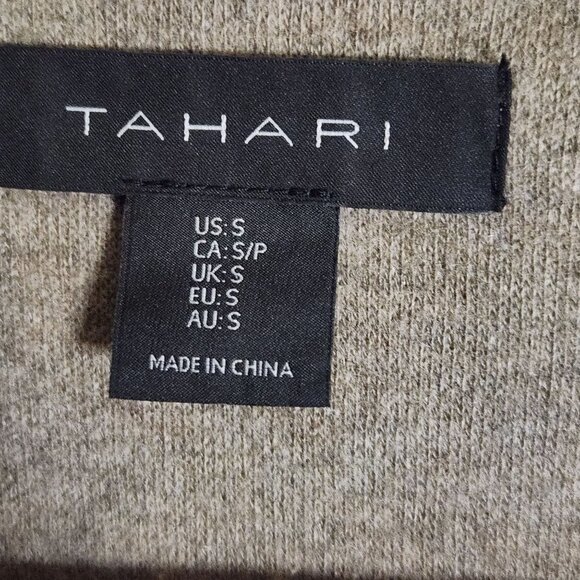 TAHARI
US: S
CA: S/P
UK: S
EU: S
AU: S
MADE IN CHINA